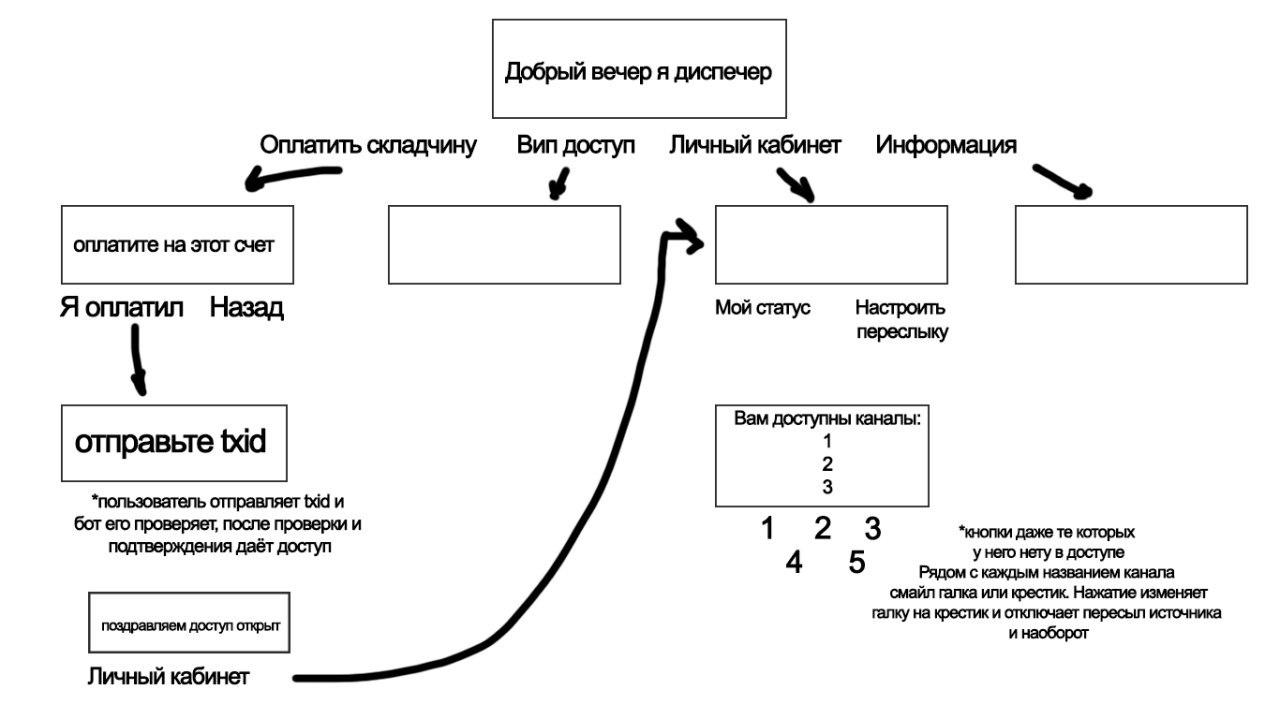 Добрый вечер я диспечер
Оплатить складчину Вип доступ Личный кабинет Информация
оплатите на этот счет
Я оплатил Назад
Мой статус Настроить
переслыку
отправьте txid
*пользователь отправляет txid и
бот его проверяет, после проверки и
подтверждения даёт доступ
Вам доступны каналы:
1
2
3
1 2 3
4 5
*кнопки даже те которых
у него нету в доступе
Рядом с каждым названием канала
смайл галка или крестик. Нажатие изменяет
галку на крестик и отключает пересыл источника
и наоборот
поздравляем доступ открыт
Личный кабинет